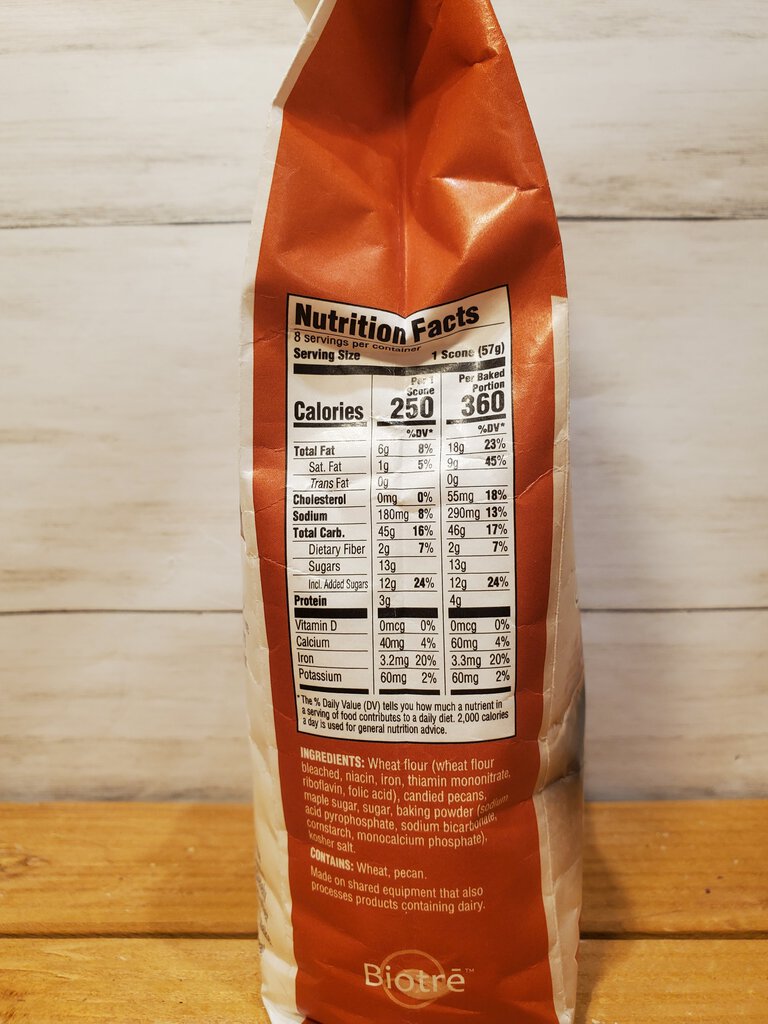 Nutrition Facts
8 servings per container
Serving Size 1 Scone (57g)
Per 1 Scone Per Baked Portion
Calories 250 360
%DV* %DV*
Total Fat 6g 8% 18g 23%
Sat. Fat 1g 5% 9g 45%
Trans Fat 0g 0g
Cholesterol 0mg 0% 55mg 18%
Sodium 180mg 8% 290mg 13%
Total Carb. 45g 16% 46g 17%
Dietary Fiber 2g 7% 2g 7%
Sugars 13g 13g
Incl. Added Sugars 12g 24% 12g 24%
Protein 3g 4g
Vitamin D 0mcg 0% 0mcg 0%
Calcium 40mg 4% 60mg 4%
Iron 3.2mg 20% 3.3mg 20%
Potassium 60mg 2% 60mg 2%
*The % Daily Value (DV) tells you how much a nutrient in
a serving of food contributes to a daily diet. 2,000 calories
a day is used for general nutrition advice.
INGREDIENTS: Wheat flour (wheat flour
bleached, niacin, iron, thiamin mononitrate,
riboflavin, folic acid), candied pecans,
maple sugar, sugar, baking powder (sodium
acid pyrophosphate, sodium bicarbonate,
cornstarch, monocalcium phosphate),
kosher salt.
CONTAINS: Wheat, pecan.
Made on shared equipment that also
processes products containing dairy.
Biotrē™